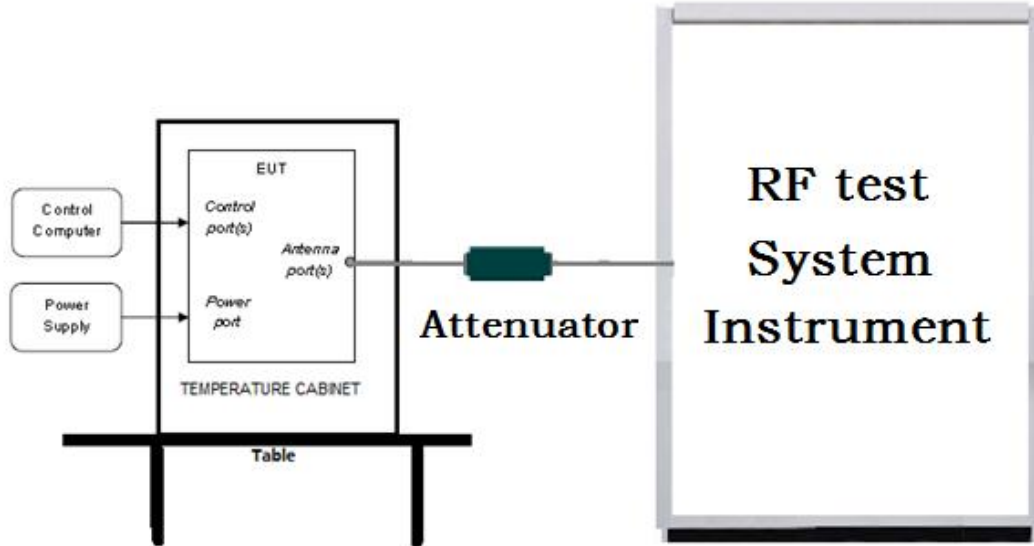 Control
Computer
Power
Supply
EUT
Control
port(s)
Antenna
port(s)
Power
port
TEMPERATURE CABINET
Table
Attenuator
RF test
System
Instrument